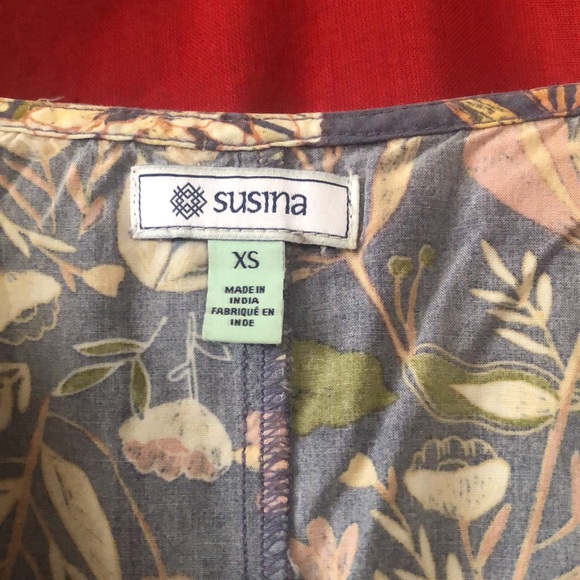 susina
XS
MADE IN
INDIA
FABRIQUÉ EN
INDE